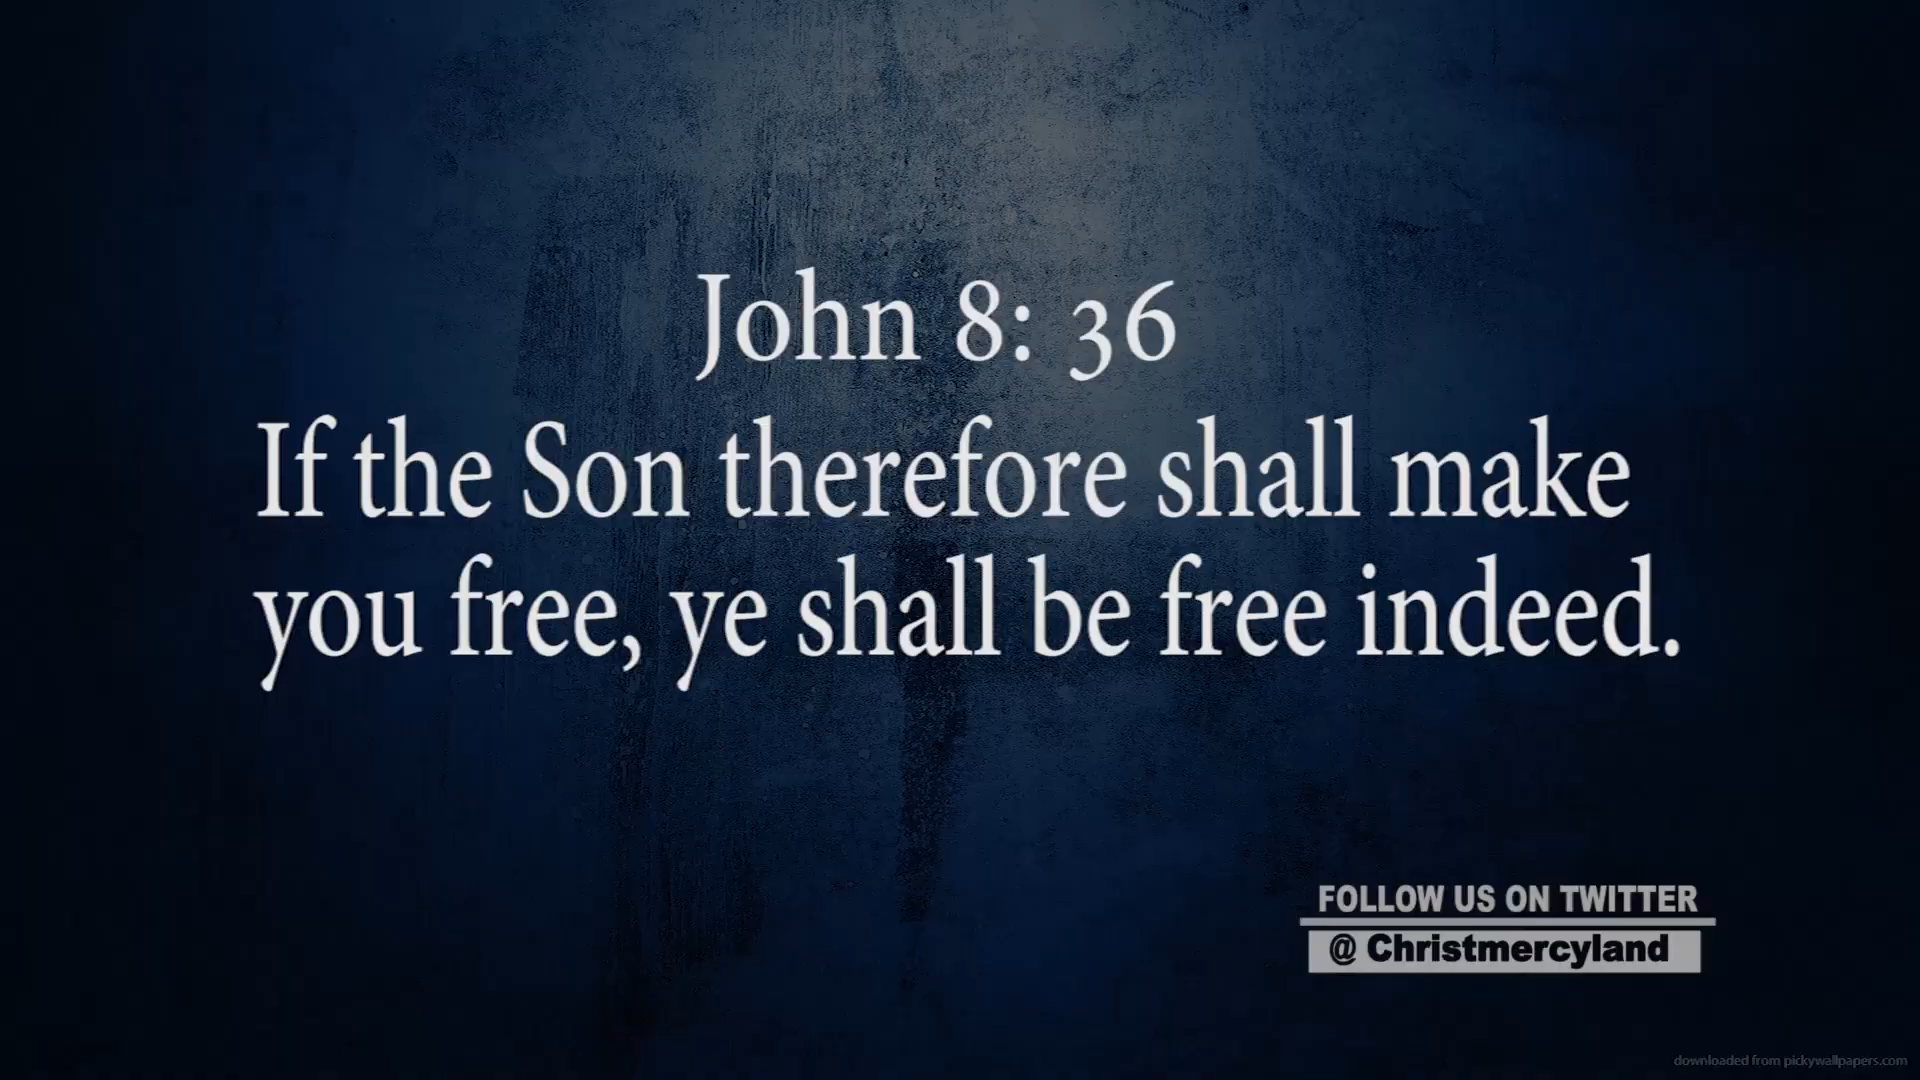 John 8: 36
If the Son therefore shall make
you free, ye shall be free indeed.
FOLLOW US ON TWITTER
@ Christmercyland
downloaded from pickywallpapers.com